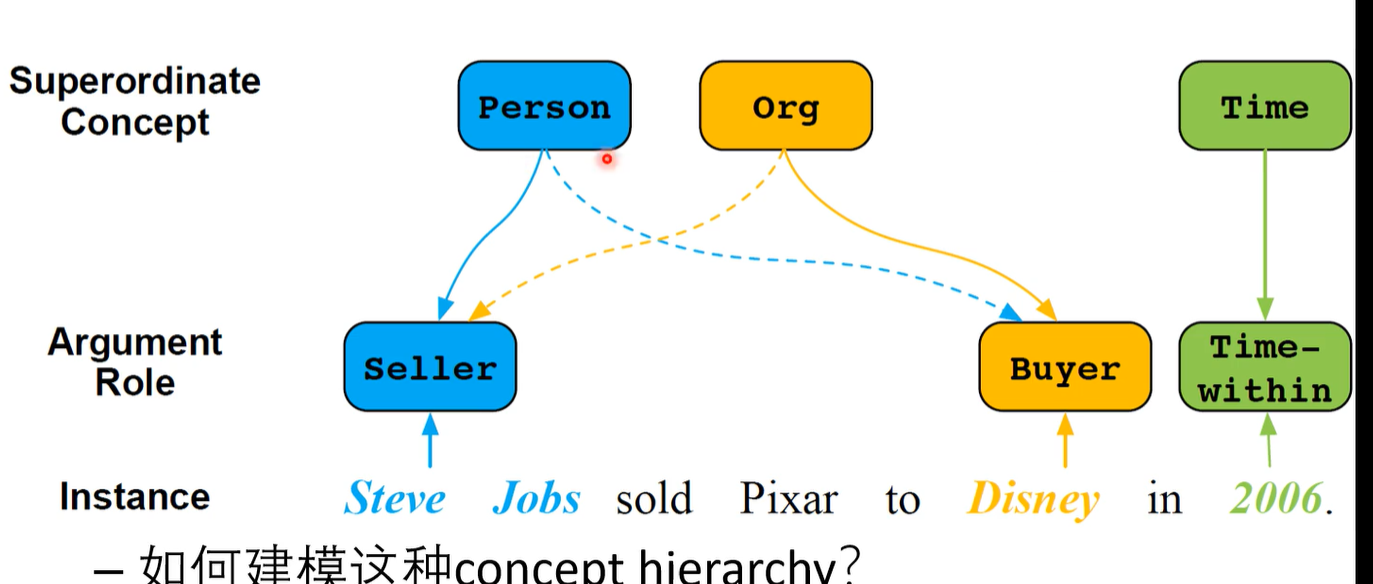 Superordinate
Concept
Person
Org
Time
Argument
Role
Seller
Buyer
Time-
within
Instance
Steve Jobs sold Pixar to Disney in 2006.
– 如何建模这种concept hierarchy?